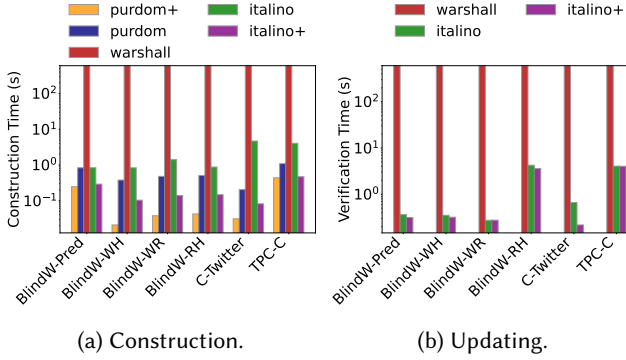 purdom+
italino
purdom
italino+
warshall
Construction Time (s)
10²
10¹
10⁰
10⁻¹
BlindW-Pred
BlindW-WH
BlindW-WR
BlindW-RH
C-Twitter
TPC-C
(a) Construction.
warshall
italino+
italino
Verification Time (s)
10²
10¹
10⁰
BlindW-Pred
BlindW-WH
BlindW-WR
BlindW-RH
C-Twitter
TPC-C
(b) Updating.